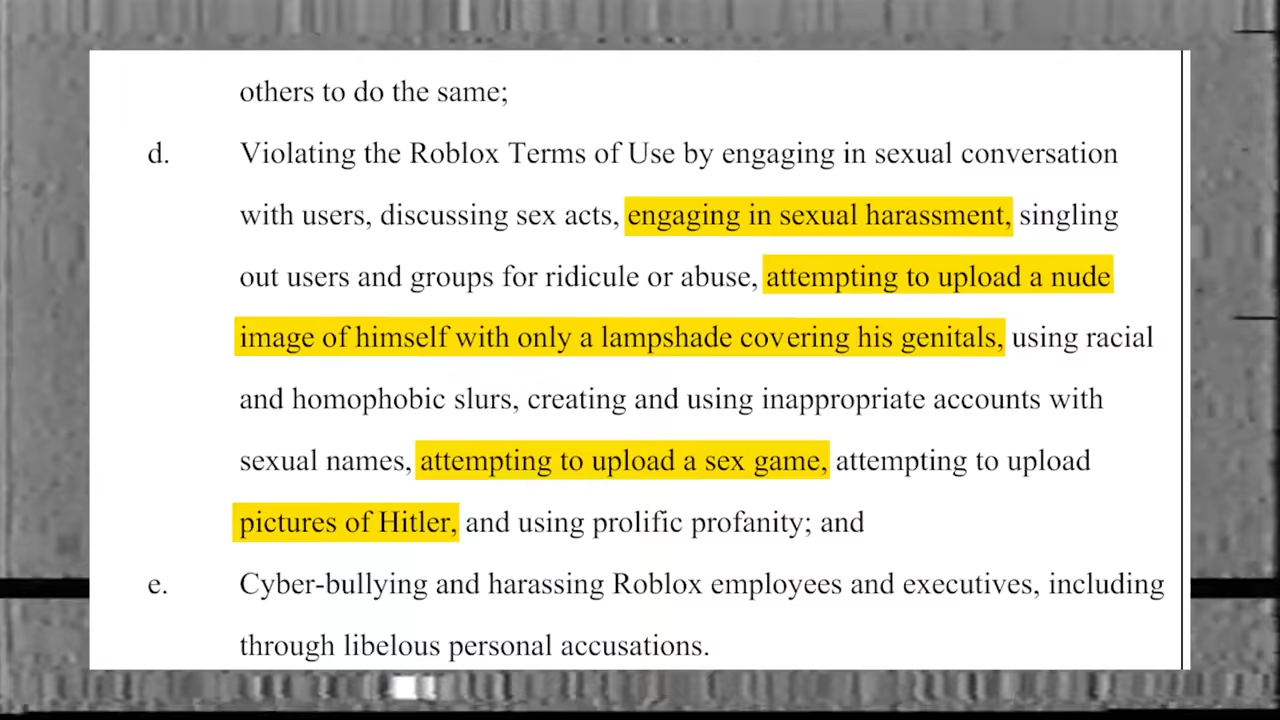 others to do the same;
d. Violating the Roblox Terms of Use by engaging in sexual conversation
with users, discussing sex acts, engaging in sexual harassment, singling
out users and groups for ridicule or abuse, attempting to upload a nude
image of himself with only a lampshade covering his genitals, using racial
and homophobic slurs, creating and using inappropriate accounts with
sexual names, attempting to upload a sex game, attempting to upload
pictures of Hitler, and using prolific profanity; and
e. Cyber-bullying and harassing Roblox employees and executives, including
through libelous personal accusations.